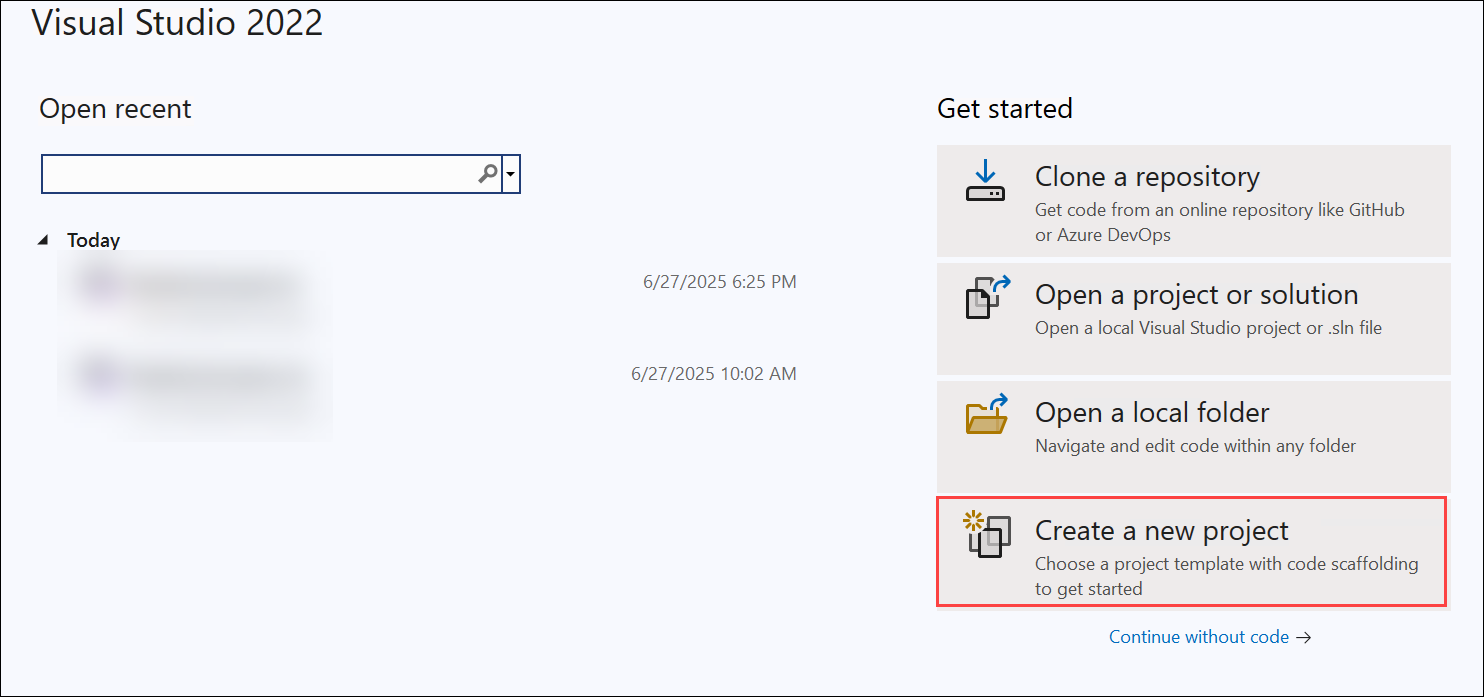 Visual Studio 2022
Open recent
Today
6/27/2025 6:25 PM
6/27/2025 10:02 AM
Get started
Clone a repository
Get code from an online repository like GitHub
or Azure DevOps
Open a project or solution
Open a local Visual Studio project or .sln file
Open a local folder
Navigate and edit code within any folder
Create a new project
Choose a project template with code scaffolding
to get started
Continue without code →